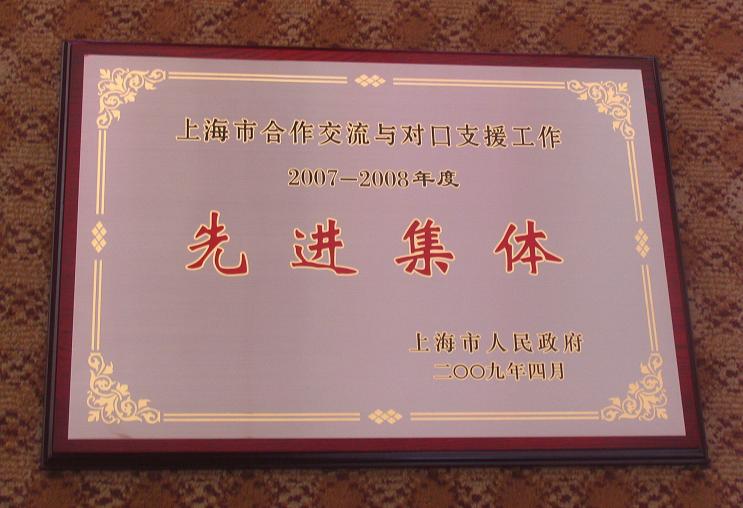 上海市合作交流与对口支援工作
2007—2008年度
先进集体
上海市人民政府
二〇〇九年四月